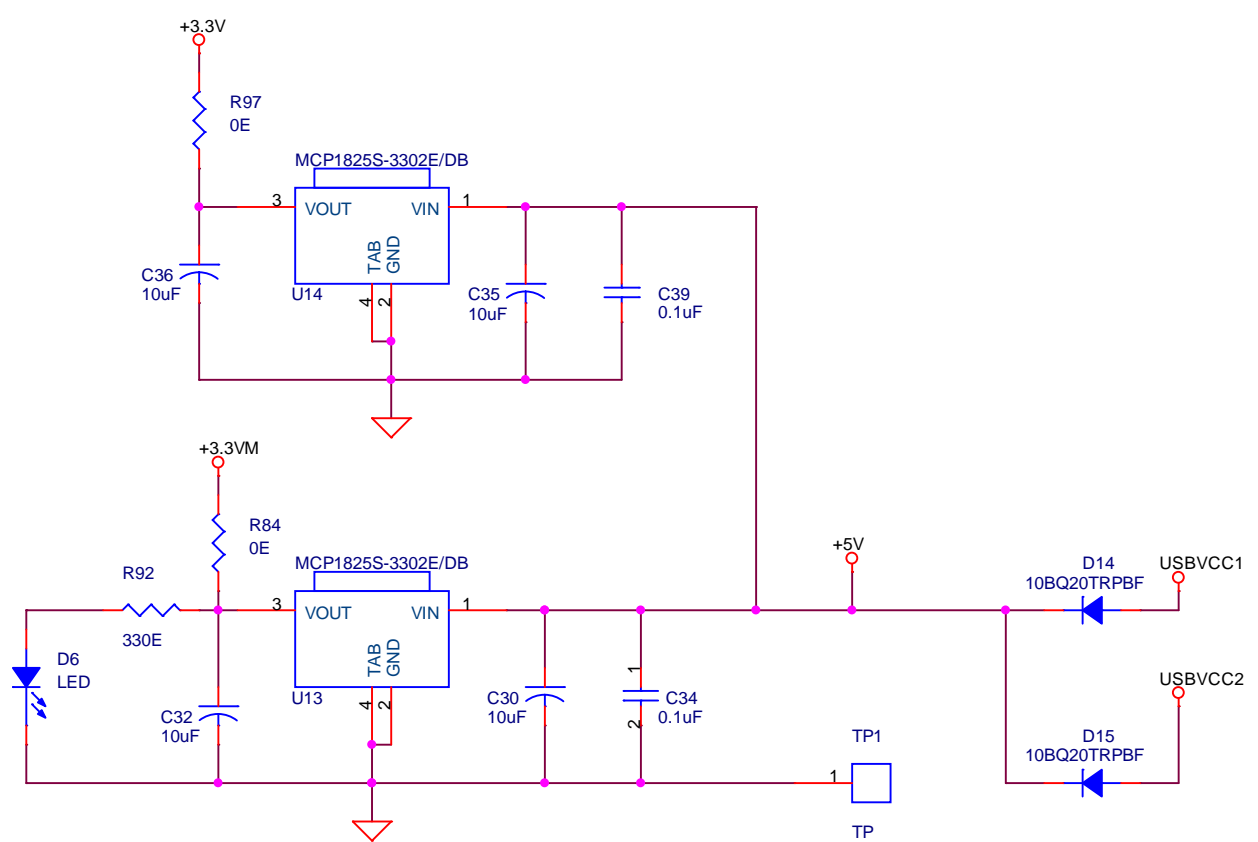 +3.3V
R97
0E
MCP1825S-3302E/DB
3
VOUT
VIN
1
TAB
GND
C36
10uF
U14
4
2
C35
10uF
C39
0.1uF
+3.3VM
R84
0E
MCP1825S-3302E/DB
+5V
D14
10BQ20TRPBF
USBVCC1
R92
330E
3
VOUT
VIN
1
TAB
GND
D6
LED
U13
4
2
C32
10uF
C30
10uF
1
C34
0.1uF
2
USBVCC2
D15
10BQ20TRPBF
TP1
1
TP